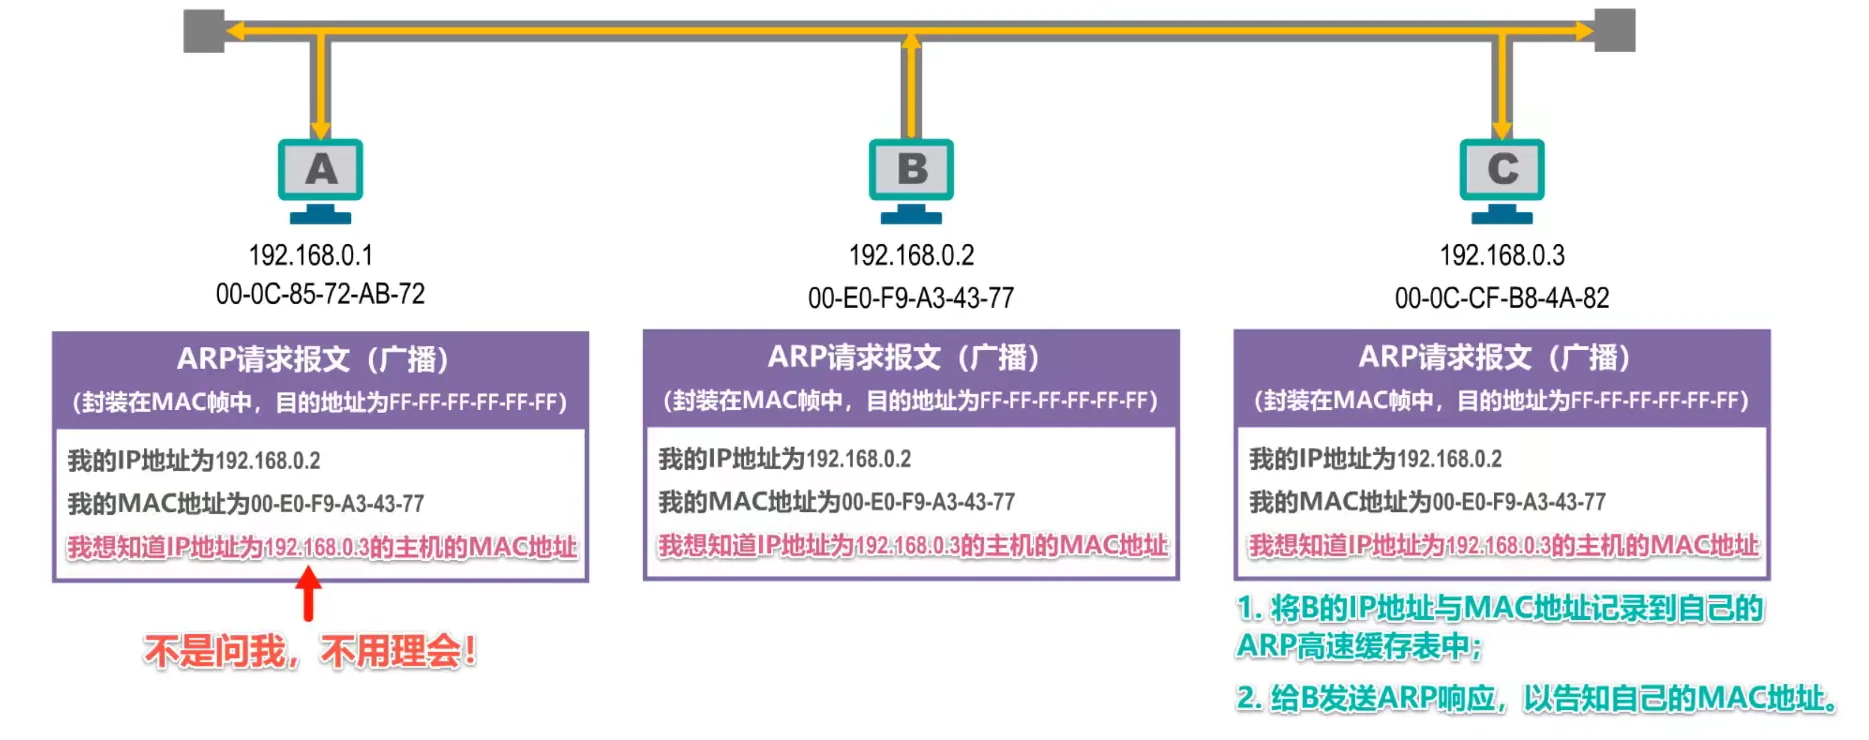 A
B
C
192.168.0.1
00-0C-85-72-AB-72
192.168.0.2
00-E0-F9-A3-43-77
192.168.0.3
00-0C-CF-B8-4A-82
ARP请求报文（广播）
（封装在MAC帧中，目的地址为FF-FF-FF-FF-FF-FF）
我的IP地址为192.168.0.2
我的MAC地址为00-E0-F9-A3-43-77
我想知道IP地址为192.168.0.3的主机的MAC地址
不是问我，不用理会！
ARP请求报文（广播）
（封装在MAC帧中，目的地址为FF-FF-FF-FF-FF-FF）
我的IP地址为192.168.0.2
我的MAC地址为00-E0-F9-A3-43-77
我想知道IP地址为192.168.0.3的主机的MAC地址
ARP请求报文（广播）
（封装在MAC帧中，目的地址为FF-FF-FF-FF-FF-FF）
我的IP地址为192.168.0.2
我的MAC地址为00-E0-F9-A3-43-77
我想知道IP地址为192.168.0.3的主机的MAC地址
1. 将B的IP地址与MAC地址记录到自己的
ARP高速缓存表中；
2. 给B发送ARP响应，以告知自己的MAC地址。